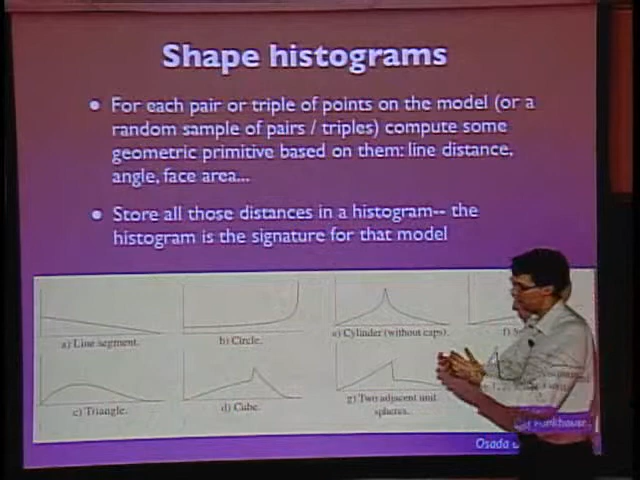 Shape histograms
• For each pair or triple of points on the model (or a
random sample of pairs / triples) compute some
geometric primitive based on them: line distance,
angle, face area...
• Store all those distances in a histogram-- the
histogram is the signature for that model
a) Line segment.
b) Circle.
e) Cylinder (without caps).
c) Triangle.
d) Cube.
g) Two adjacent unit
spheres.
Osada